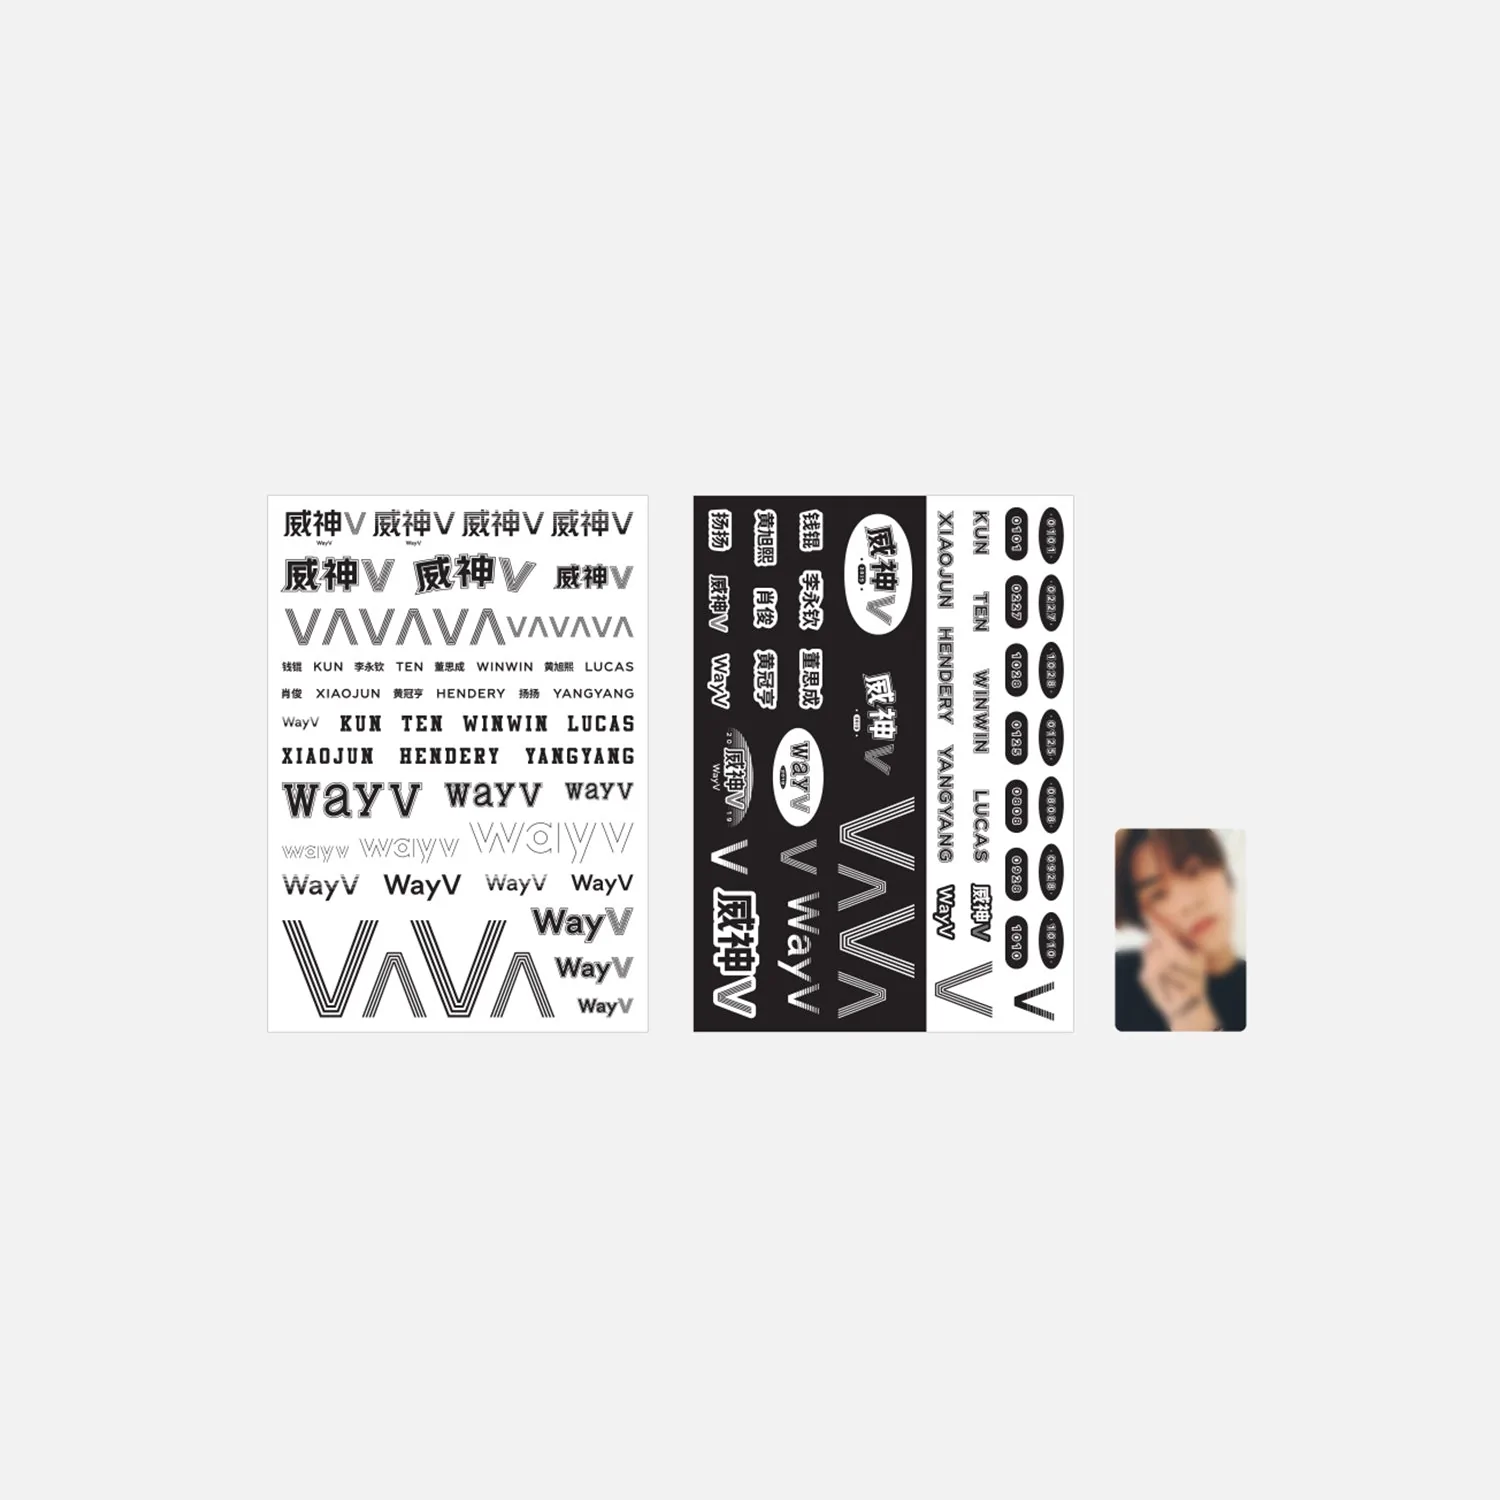 威神V 威神V 威神V 威神V
WayV WayV
威神V 威神V 威神V
钱锟 KUN 李永钦 TEN 董思成 WINWIN 黄旭熙 LUCAS
肖俊 XIAOJUN 黄冠亨 HENDERY 扬扬 YANGYANG
WayV KUN TEN WINWIN LUCAS
XIAOJUN HENDERY YANGYANG
wayv wayv wayv
wayv wayv wayv
WayV WayV WayV WayV
WayV
WayV
WayV
·0101· ·0227· ·1028· ·0125· ·0808· ·0928· ·1010·
0101 0227 1028 0125 0808 0928 1010
KUN TEN WINWIN LUCAS 威神V
XIAOJUN HENDERY YANGYANG WayV
V
V
威神V 威神V
钱锟 李永钦 董思成 wayv WayV
黄旭熙 肖俊 黄冠亨
扬扬 威神V WayV 20 威神V 19 WayV V 威神V
V